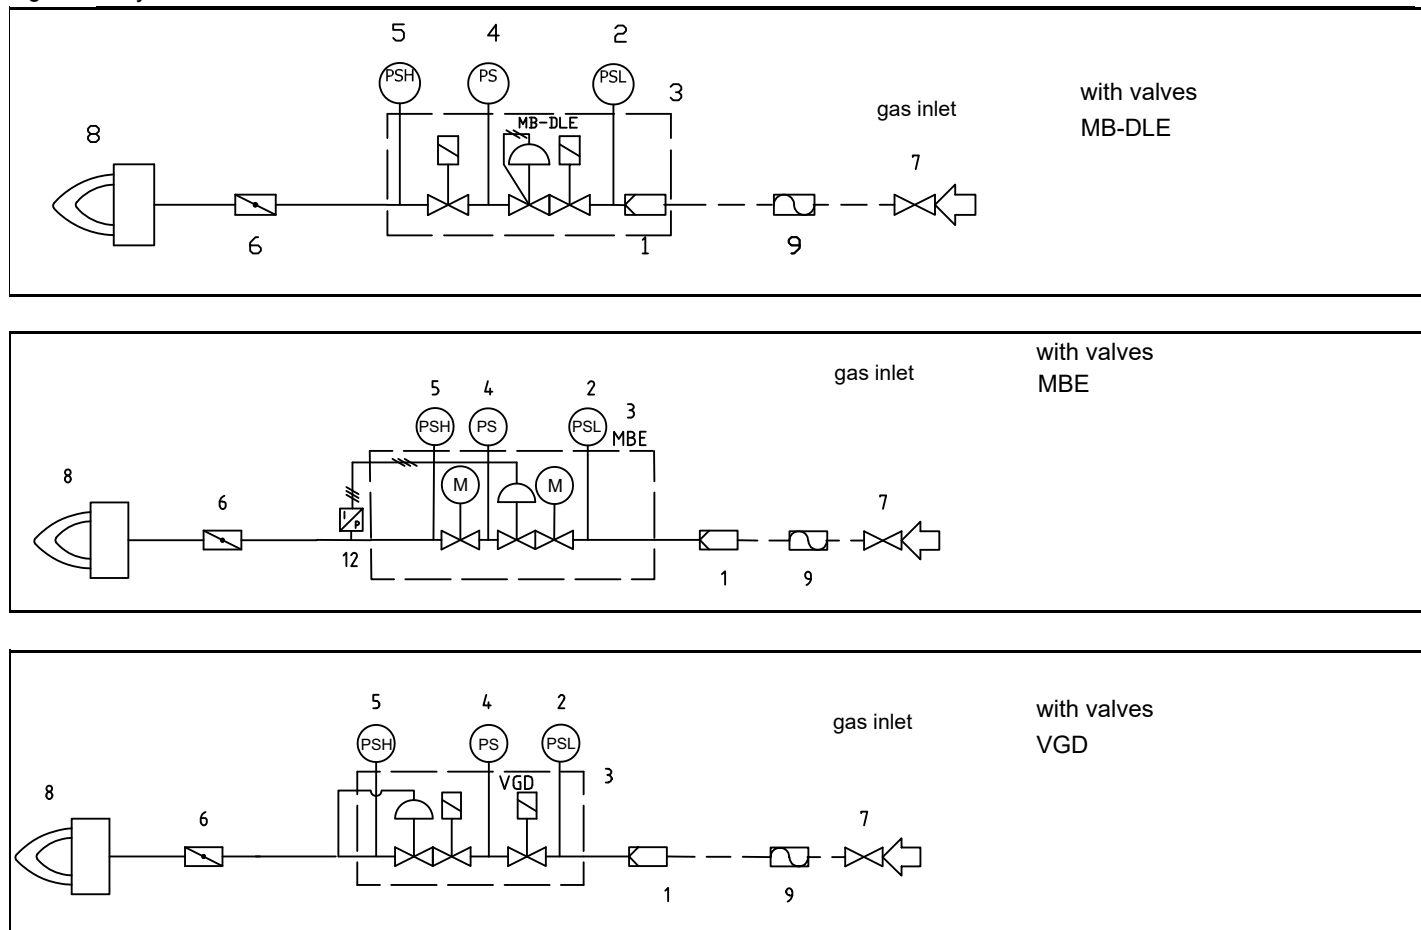 5 4 2
PSH PS PSL
3
MB-DLE
gas inlet
with valves
MB-DLE
8
7
6 1 9
with valves
MBE
gas inlet
5 4 2
3
PSH PS PSL
MBE
8
6
M M
7
I/P
12
1 9
5 4 2
PSH PS PSL
gas inlet
with valves
VGD
3
VGD
8
6
7
1 9